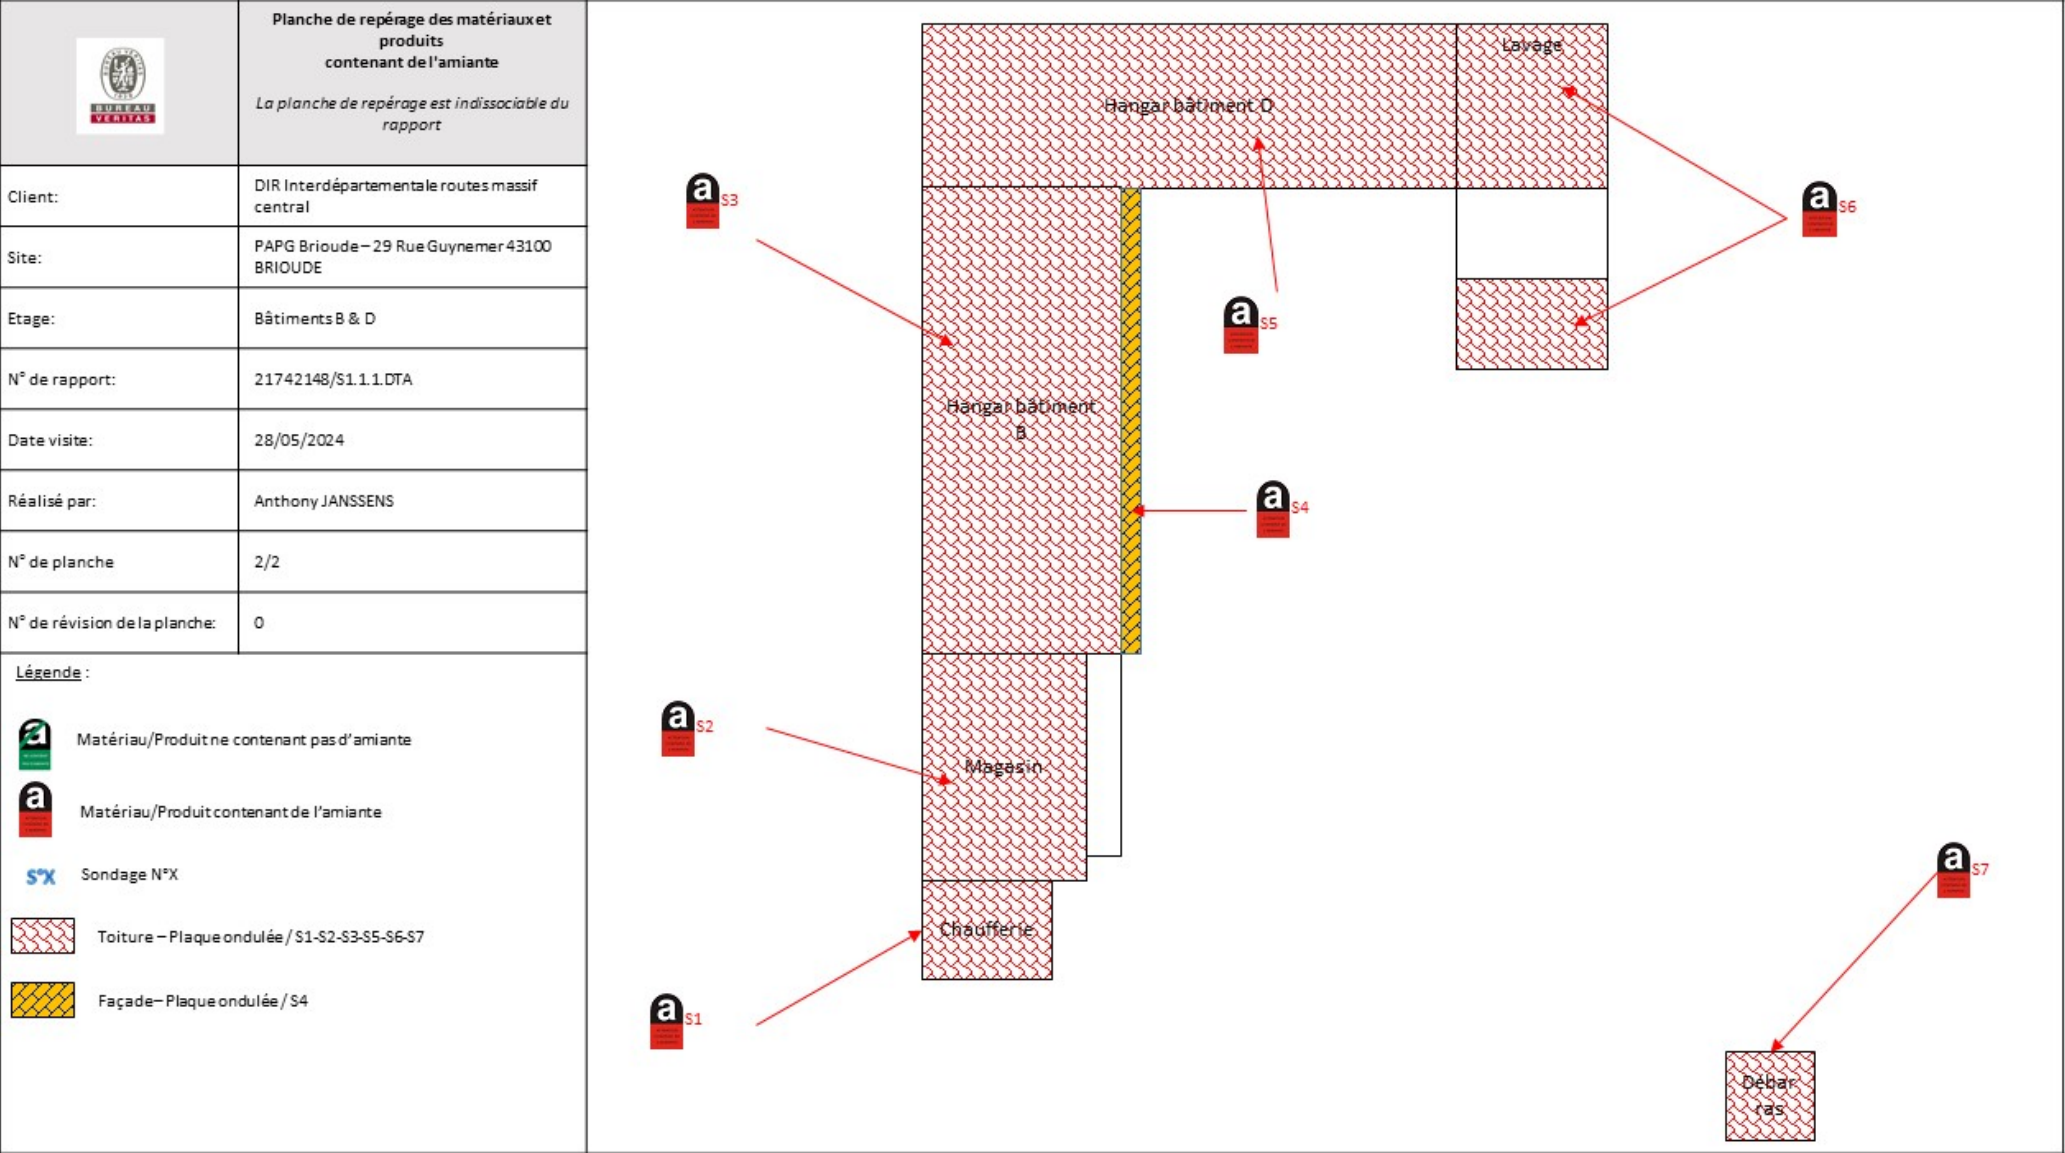 BUREAU
VERITAS
Planche de repérage des matériaux et
produits
contenant de l'amiante
La planche de repérage est indissociable du
rapport
Client:
DIR Interdépartementale routes massif
central
Site:
PAPG Brioude – 29 Rue Guynemer 43100
BRIOUDE
Etage:
Bâtiments B & D
N° de rapport:
21742148/S1.1.1.DTA
Date visite:
28/05/2024
Réalisé par:
Anthony JANSSENS
N° de planche
2/2
N° de révision de la planche:
0
Légende :
a
Matériau/Produit ne contenant pas d'amiante
a
Matériau/Produit contenant de l'amiante
S°X
Sondage N°X
Toiture – Plaque ondulée / S1-S2-S3-S5-S6-S7
Façade– Plaque ondulée / S4
Lavage
Hangar bâtiment D
a
S3
a
S6
a
S5
Hangar bâtiment
B
a
S4
a
S2
Magasin
a
S7
Chaufferie
a
S1
Débar
ras